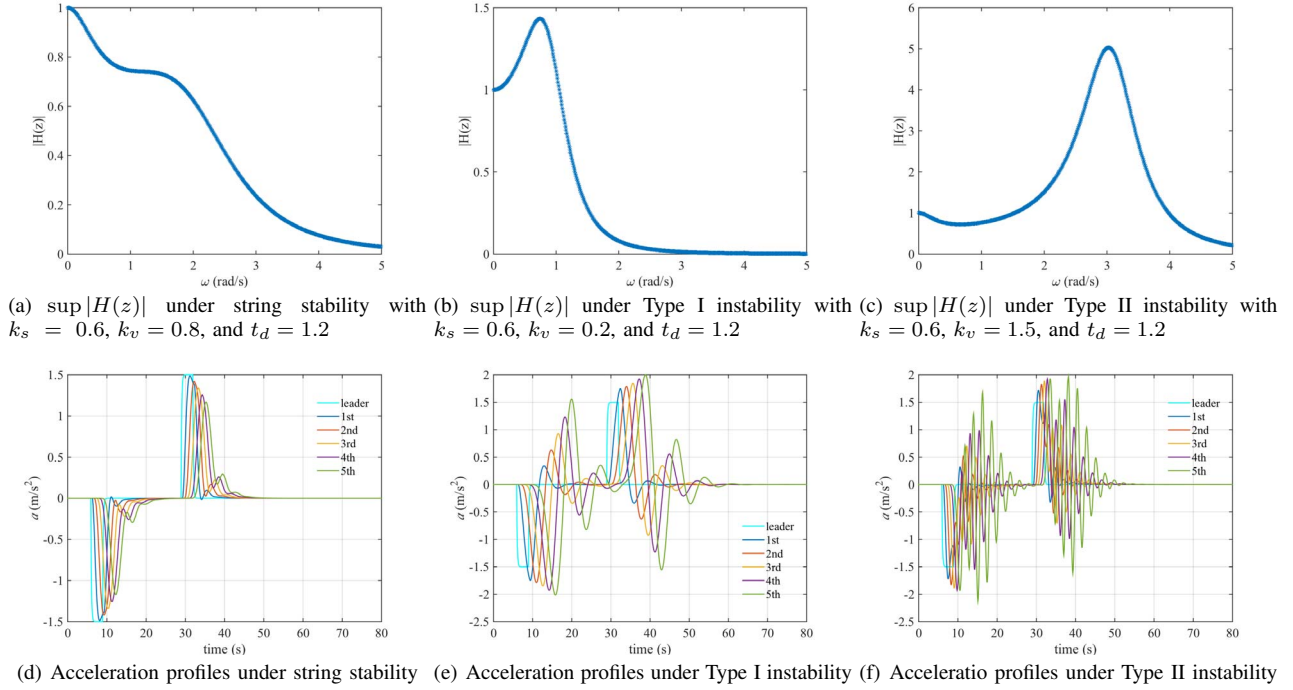 1
0.8
0.6
0.4
0.2
0
|H(z)|
0 1 2 3 4 5
ω (rad/s)
1.5
1
0.5
0
|H(z)|
0 1 2 3 4 5
ω (rad/s)
6
5
4
3
2
1
0
|H(z)|
0 1 2 3 4 5
ω (rad/s)
(a) sup |H(z)| under string stability with
k_s = 0.6, k_v = 0.8, and t_d = 1.2
(b) sup |H(z)| under Type I instability with
k_s = 0.6, k_v = 0.2, and t_d = 1.2
(c) sup |H(z)| under Type II instability with
k_s = 0.6, k_v = 1.5, and t_d = 1.2
1.5
1
0.5
0
-0.5
-1
-1.5
a (m/s²)
leader
1st
2nd
3rd
4th
5th
0 10 20 30 40 50 60 70 80
time (s)
2
1.5
1
0.5
0
-0.5
-1
-1.5
-2
-2.5
a (m/s²)
leader
1st
2nd
3rd
4th
5th
0 10 20 30 40 50 60 70 80
time (s)
2
1.5
1
0.5
0
-0.5
-1
-1.5
-2
-2.5
a (m/s²)
leader
1st
2nd
3rd
4th
5th
0 10 20 30 40 50 60 70 80
time (s)
(d) Acceleration profiles under string stability
(e) Acceleration profiles under Type I instability
(f) Acceleratio profiles under Type II instability